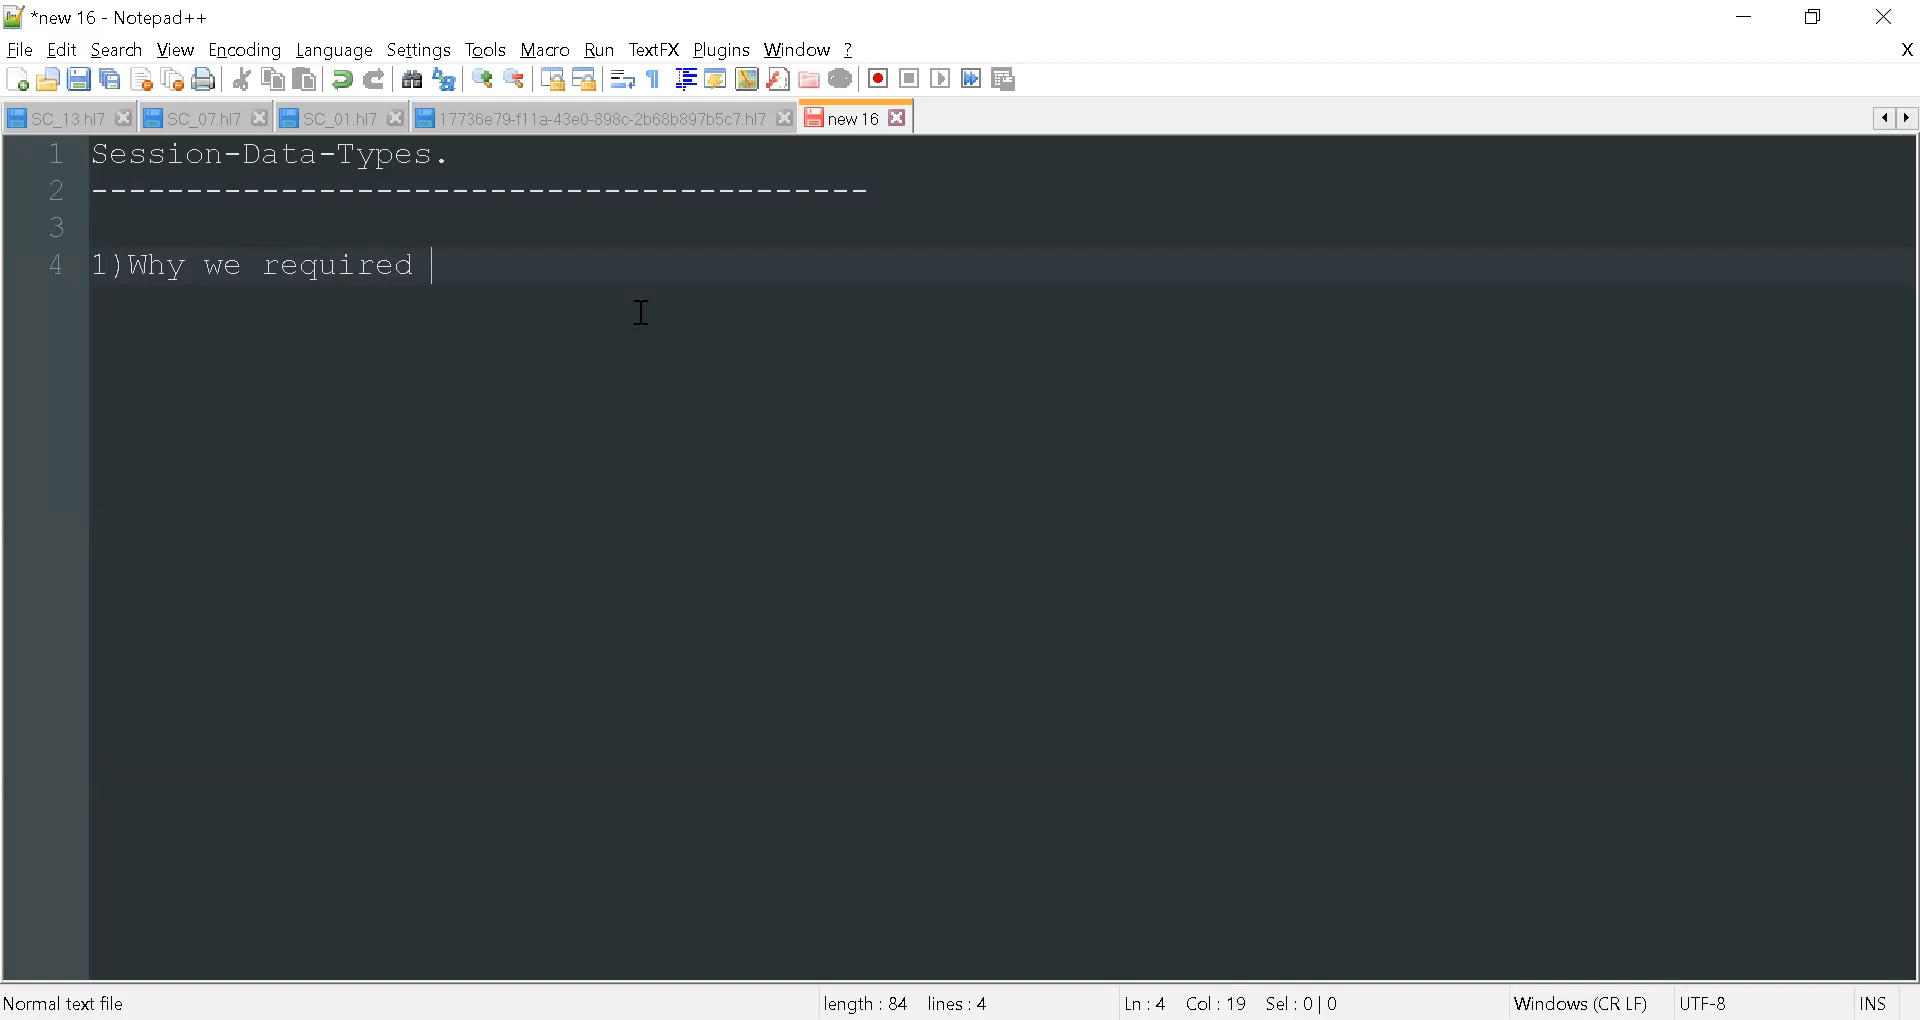 *new 16 - Notepad++
File Edit Search View Encoding Language Settings Tools Macro Run TextFX Plugins Window ? X
SC_13.hl7 SC_07.hl7 SC_01.hl7 17736e79-f11a-43e0-898c-2b68b897b5c7.hl7 new 16
1 Session-Data-Types.
2 -----------------------------------------
3
4 1)Why we required
Normal text file length : 84 lines : 4 Ln : 4 Col : 19 Sel : 0 | 0 Windows (CR LF) UTF-8 INS